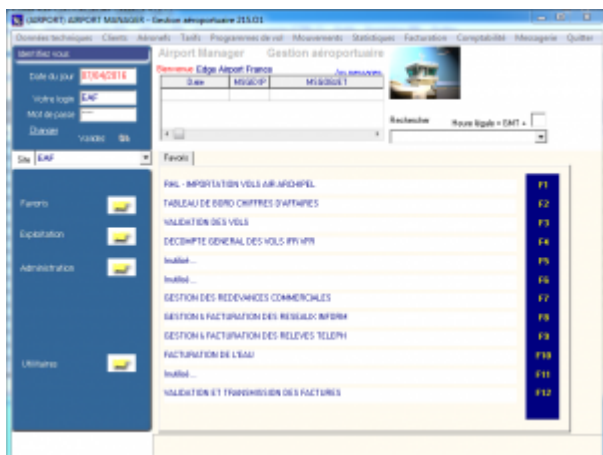 (AIRPORT) AIRPORT MANAGER - Gestion aéroportuaire 215.01
Données techniques Clients Aéronefs Tarifs Programmes de vol Mouvements Statistiques Facturation Comptabilité Messagerie Quitter
Identifiez vous
Airport Manager Gestion aéroportuaire
Bienvenue Edge Airport France
Date du jour 07/04/2016
Date
Votre login EAF
Mot de passe
Changer Valider
Rechercher Heure légale = GMT +
Site EAF
Favoris
RHL - IMPORTATION VOLS AIR ARCHIPEL F1
Favoris
TABLEAU DE BORD CHIFFRES D'AFFAIRES F2
VALIDATION DES VOLS F3
Exploitation
DECOMPTE GENERAL DES VOLS IFR VFR F4
Inutilisé... F5
Administration
Inutilisé... F6
GESTION DES REDEVANCES COMMERCIALES F7
GESTION & FACTURATION DES RESEAUX INFORM F8
GESTION & FACTURATION DES RELEVES TELEPH F9
FACTURATION DE L'EAU F10
Utilitaires
Inutilisé... F11
VALIDATION ET TRANSMISSION DES FACTURES F12